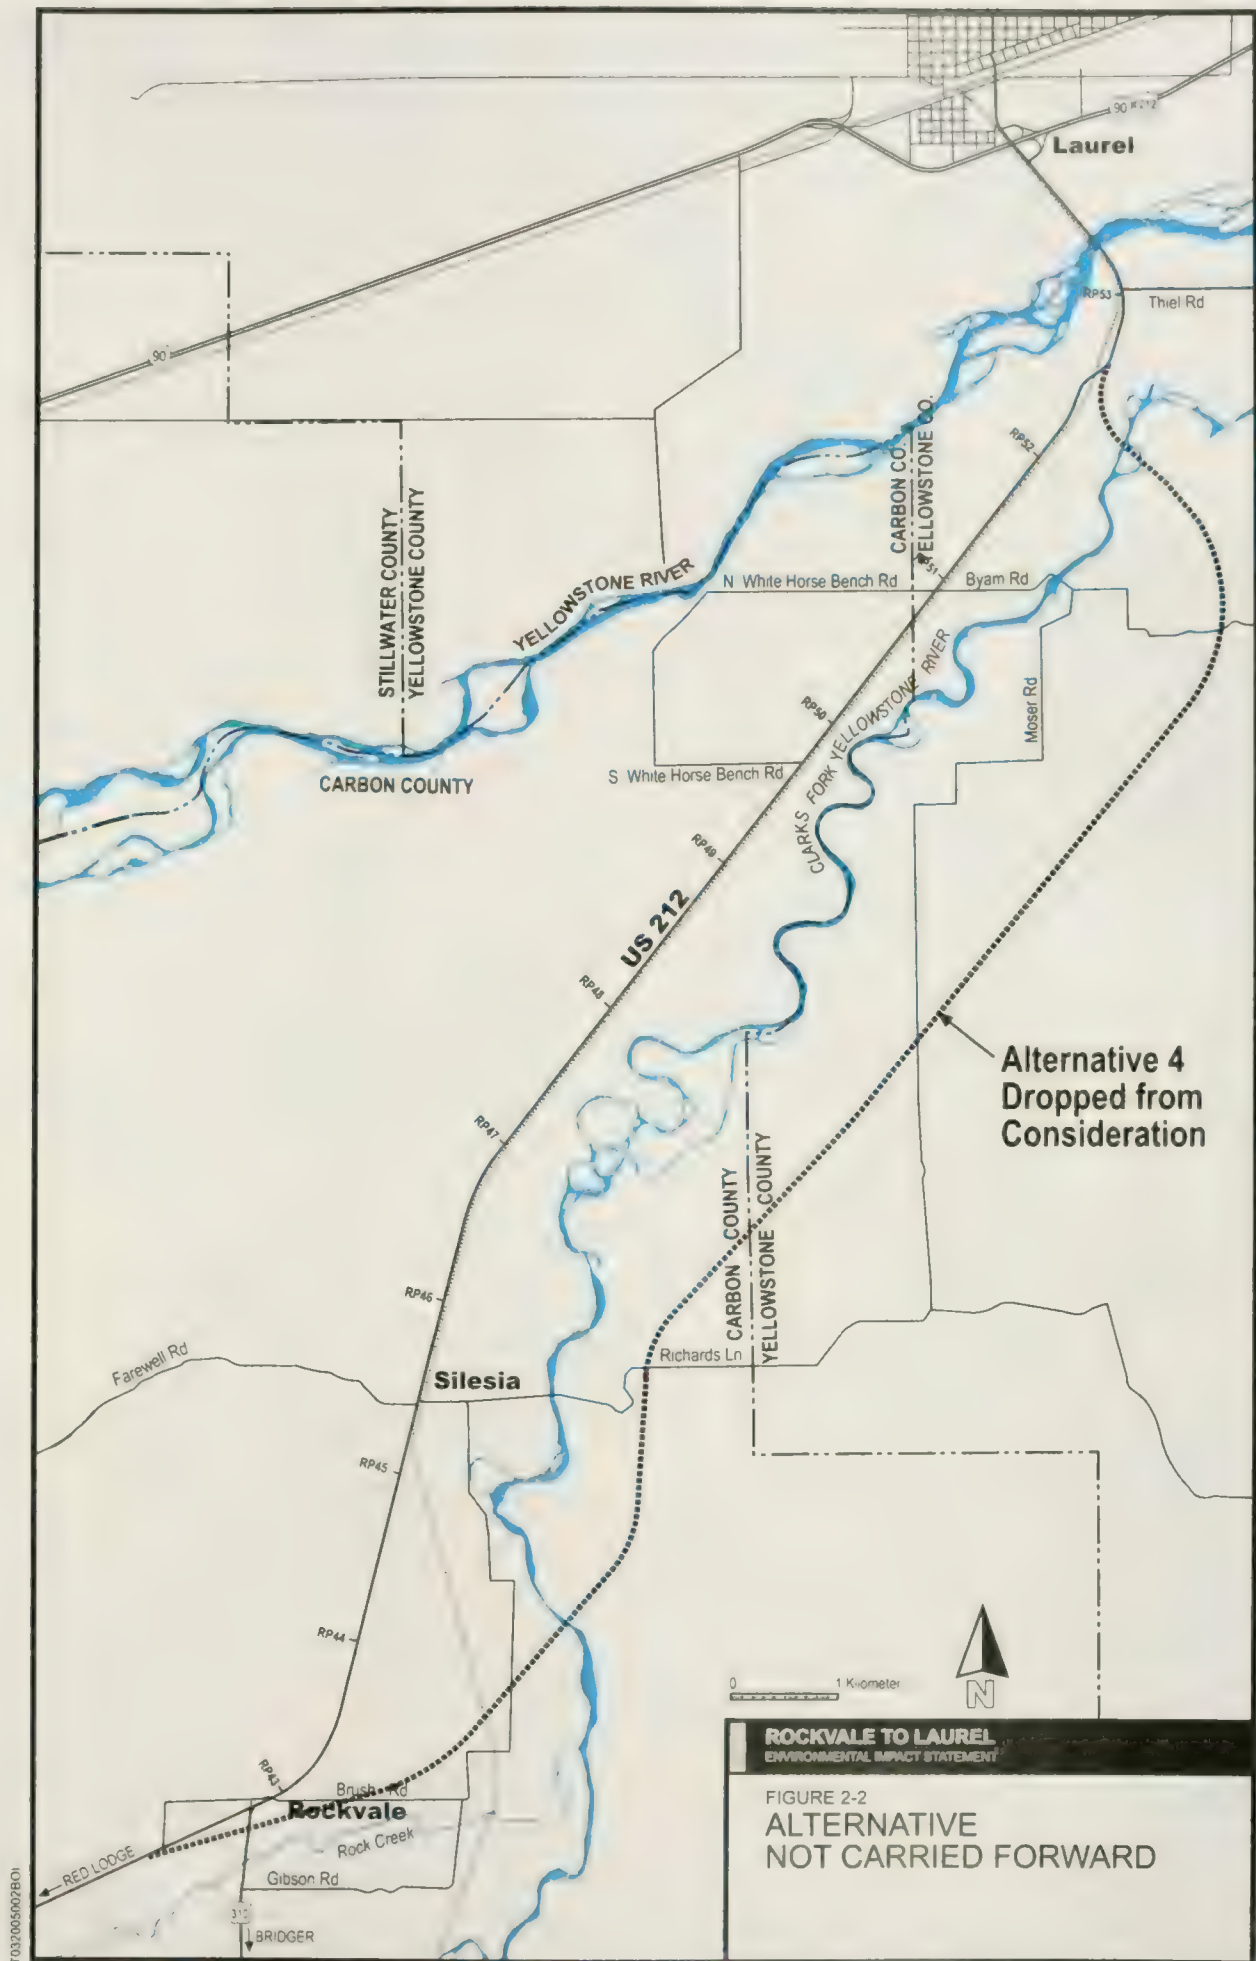 90 212
Laurel
RP53
Thiel Rd
90
RP52
CARBON CO.
YELLOWSTONE CO.
STILLWATER COUNTY
YELLOWSTONE COUNTY
YELLOWSTONE RIVER
N White Horse Bench Rd
RP51
Byam Rd
Moser Rd
RP50
CLARKS FORK YELLOWSTONE RIVER
S White Horse Bench Rd
CARBON COUNTY
RP49
US 212
RP48
Alternative 4
Dropped from
Consideration
RP47
CARBON COUNTY
YELLOWSTONE COUNTY
RP46
Richards Ln
Farewell Rd
Silesia
RP45
RP44
0 1 Kilometer
N
ROCKVALE TO LAUREL
ENVIRONMENTAL IMPACT STATEMENT
RP43
Brush Rd
Rockvale
Rock Creek
RED LODGE
Gibson Rd
310
BRIDGER
FIGURE 2-2
ALTERNATIVE
NOT CARRIED FORWARD